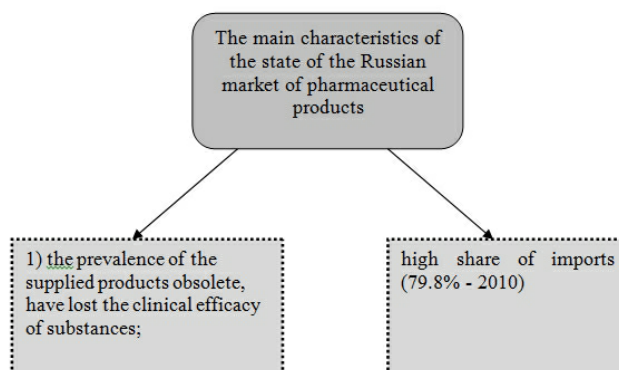 The main characteristics of
the state of the Russian
market of pharmaceutical
products
1) the prevalence of the
supplied products obsolete,
have lost the clinical efficacy
of substances;
high share of imports
(79.8% - 2010)